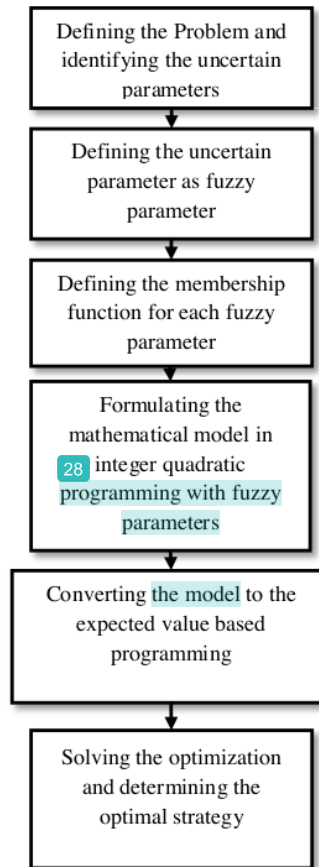 Defining the Problem and
identifying the uncertain
parameters
Defining the uncertain
parameter as fuzzy
parameter
Defining the membership
function for each fuzzy
parameter
Formulating the
mathematical model in
28 integer quadratic
programming with fuzzy
parameters
Converting the model to the
expected value based
programming
Solving the optimization
and determining the
optimal strategy